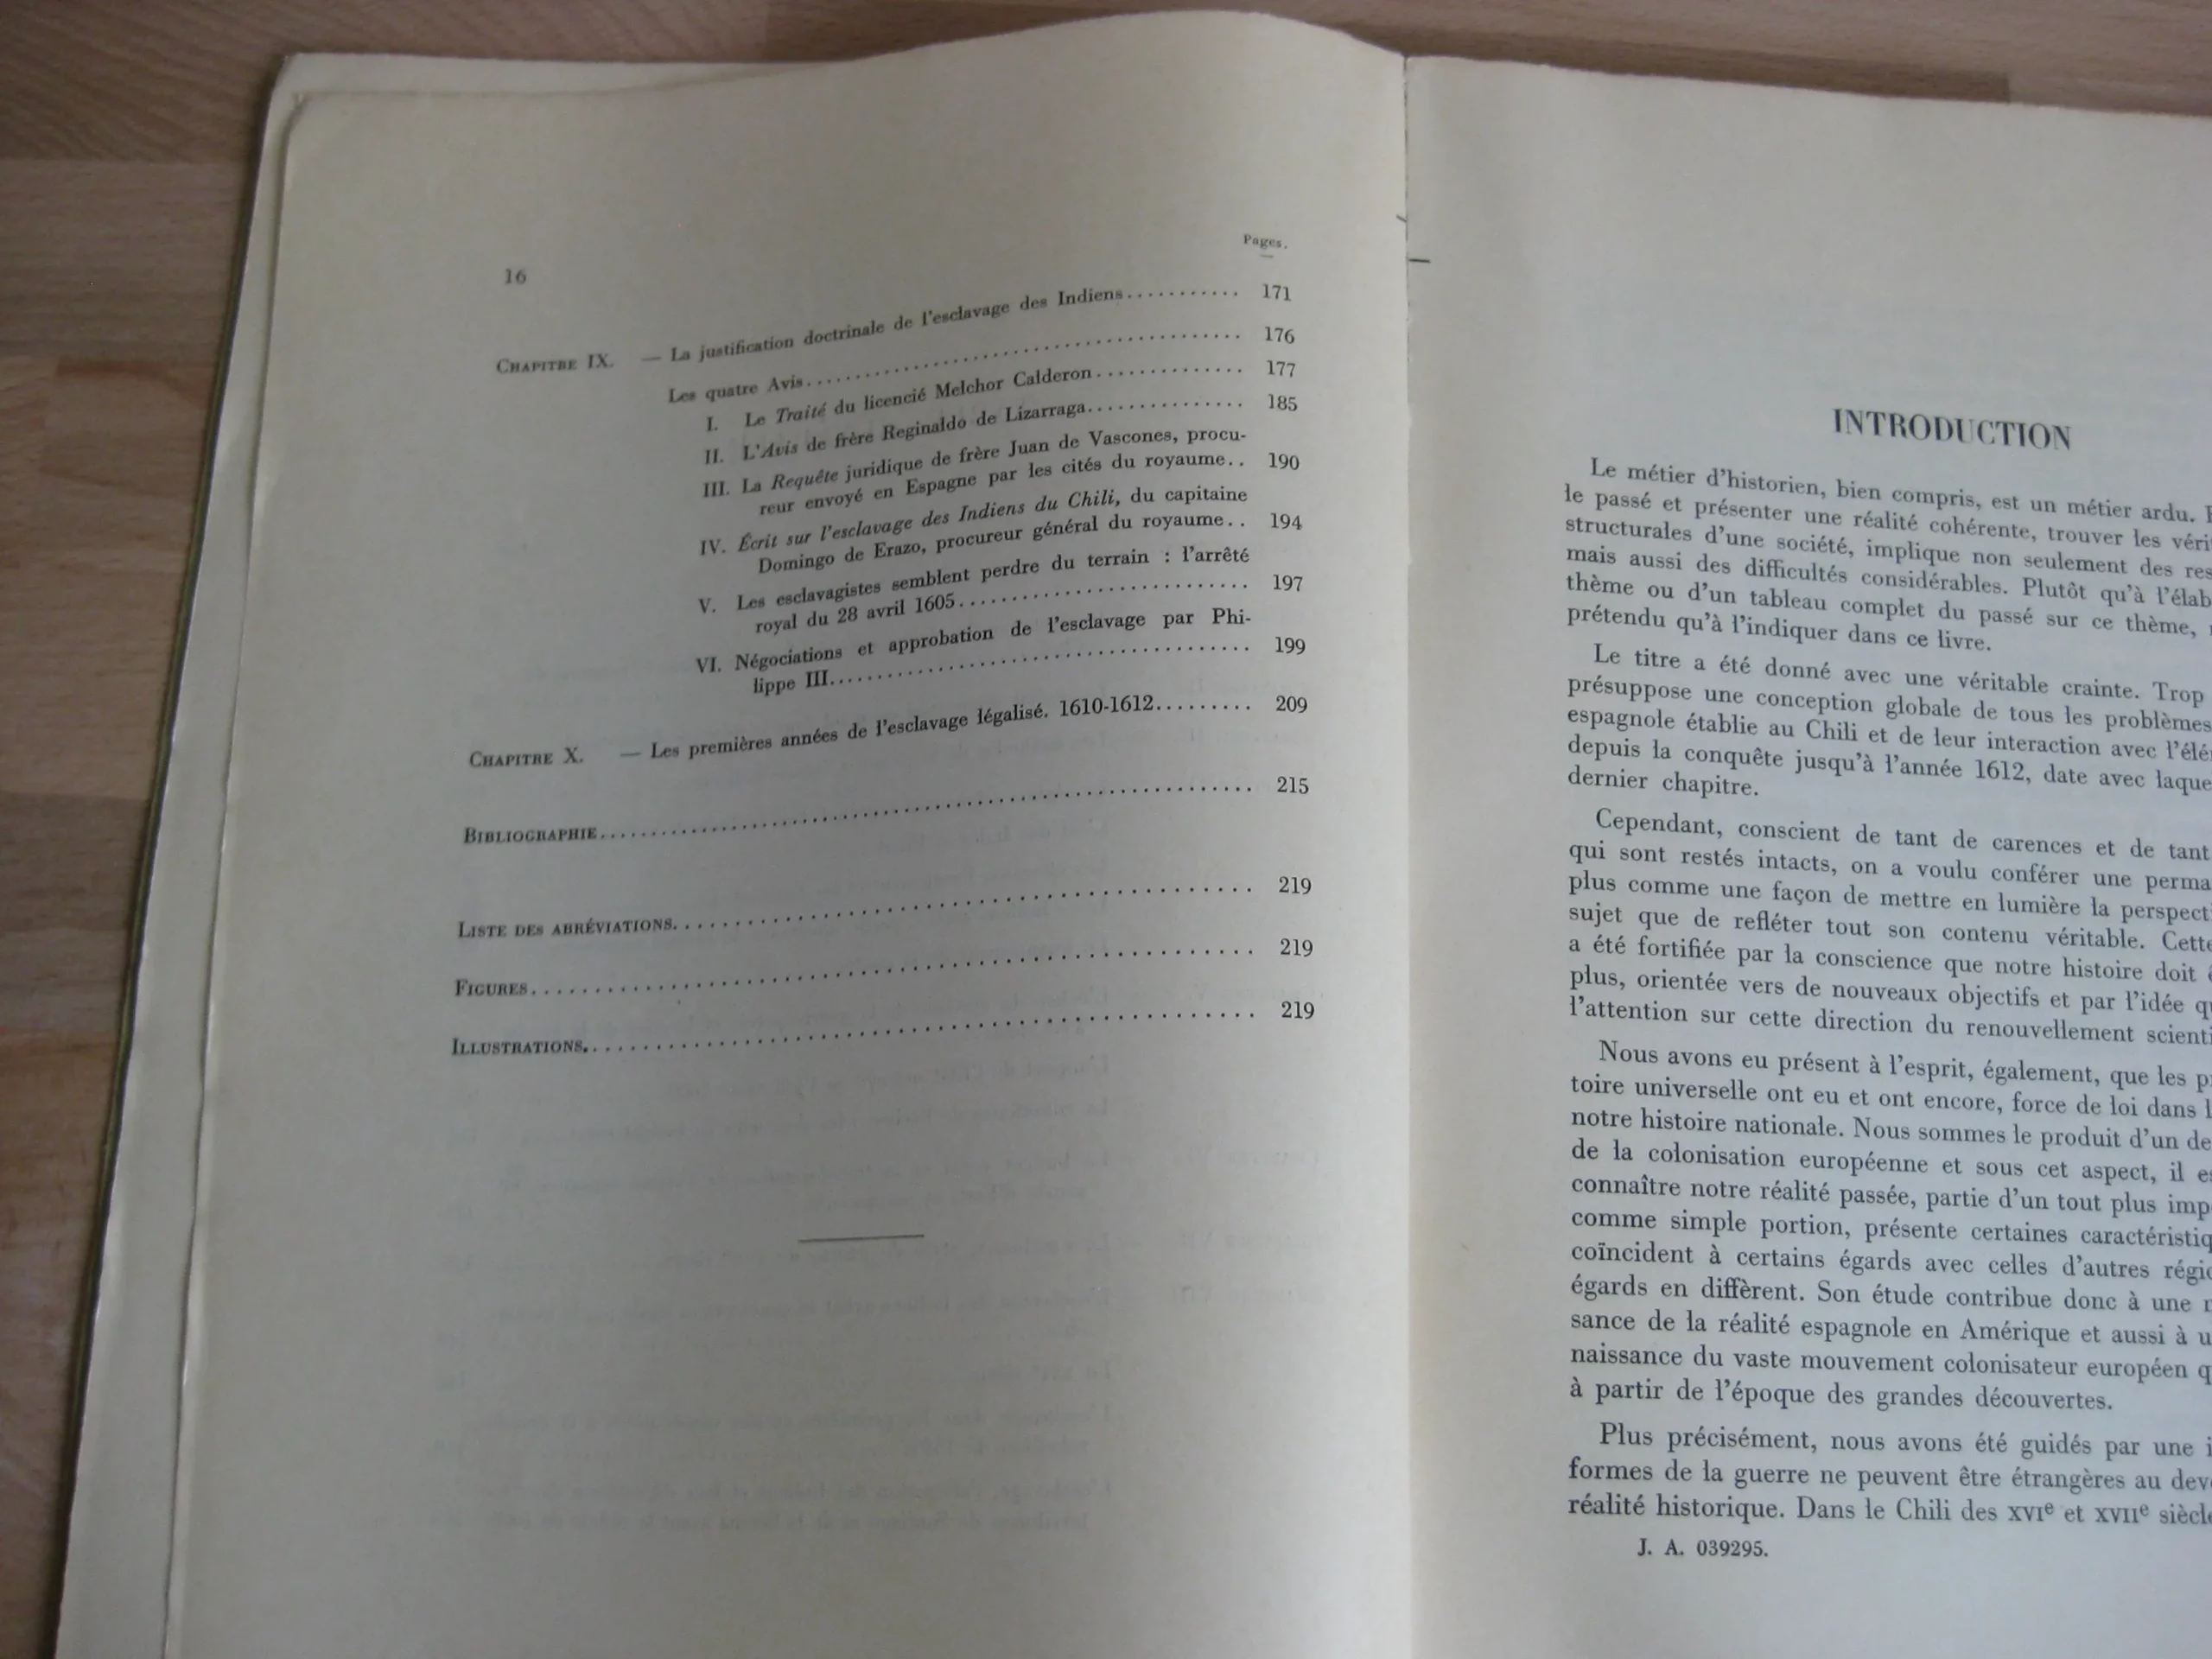 16
Pages.
CHAPITRE IX. — La justification doctrinale de l'esclavage des Indiens........... 171
Les quatre Avis........................................ 176
I. Le Traité du licencié Melchor Calderon.............. 177
II. L'Avis de frère Reginaldo de Lizarraga............... 185
III. La Requête juridique de frère Juan de Vascones, procu-
reur envoyé en Espagne par les cités du royaume.. 190
IV. Écrit sur l'esclavage des Indiens du Chili, du capitaine
Domingo de Erazo, procureur général du royaume.. 194
V. Les esclavagistes semblent perdre du terrain : l'arrêté
royal du 28 avril 1605........................... 197
VI. Négociations et approbation de l'esclavage par Phi-
lippe III...................................... 199
CHAPITRE X. — Les premières années de l'esclavage légalisé. 1610-1612......... 209
BIBLIOGRAPHIE.......................................................... 215
LISTE DES ABRÉVIATIONS.................................................. 219
FIGURES................................................................ 219
ILLUSTRATIONS........................................................... 219
INTRODUCTION
Le métier d'historien, bien compris, est un métier ardu.
le passé et présenter une réalité cohérente, trouver les véri
structurales d'une société, implique non seulement des res
mais aussi des difficultés considérables. Plutôt qu'à l'élab
thème ou d'un tableau complet du passé sur ce thème,
prétendu qu'à l'indiquer dans ce livre.
Le titre a été donné avec une véritable crainte. Trop
présuppose une conception globale de tous les problèmes
espagnole établie au Chili et de leur interaction avec l'élé
depuis la conquête jusqu'à l'année 1612, date avec laque
dernier chapitre.
Cependant, conscient de tant de carences et de tant
qui sont restés intacts, on a voulu conférer une perma
plus comme une façon de mettre en lumière la perspect
sujet que de refléter tout son contenu véritable. Cette
a été fortifiée par la conscience que notre histoire doit
plus, orientée vers de nouveaux objectifs et par l'idée q
l'attention sur cette direction du renouvellement scienti
Nous avons eu présent à l'esprit, également, que les p
toire universelle ont eu et ont encore, force de loi dans l
notre histoire nationale. Nous sommes le produit d'un de
de la colonisation européenne et sous cet aspect, il es
connaître notre réalité passée, partie d'un tout plus imp
comme simple portion, présente certaines caractéristiq
coïncident à certains égards avec celles d'autres régio
égards en diffèrent. Son étude contribue donc à une
sance de la réalité espagnole en Amérique et aussi à u
naissance du vaste mouvement colonisateur européen q
à partir de l'époque des grandes découvertes.
Plus précisément, nous avons été guidés par une i
formes de la guerre ne peuvent être étrangères au dev
réalité historique. Dans le Chili des XVIe et XVIIe siècle
J. A. 039295.